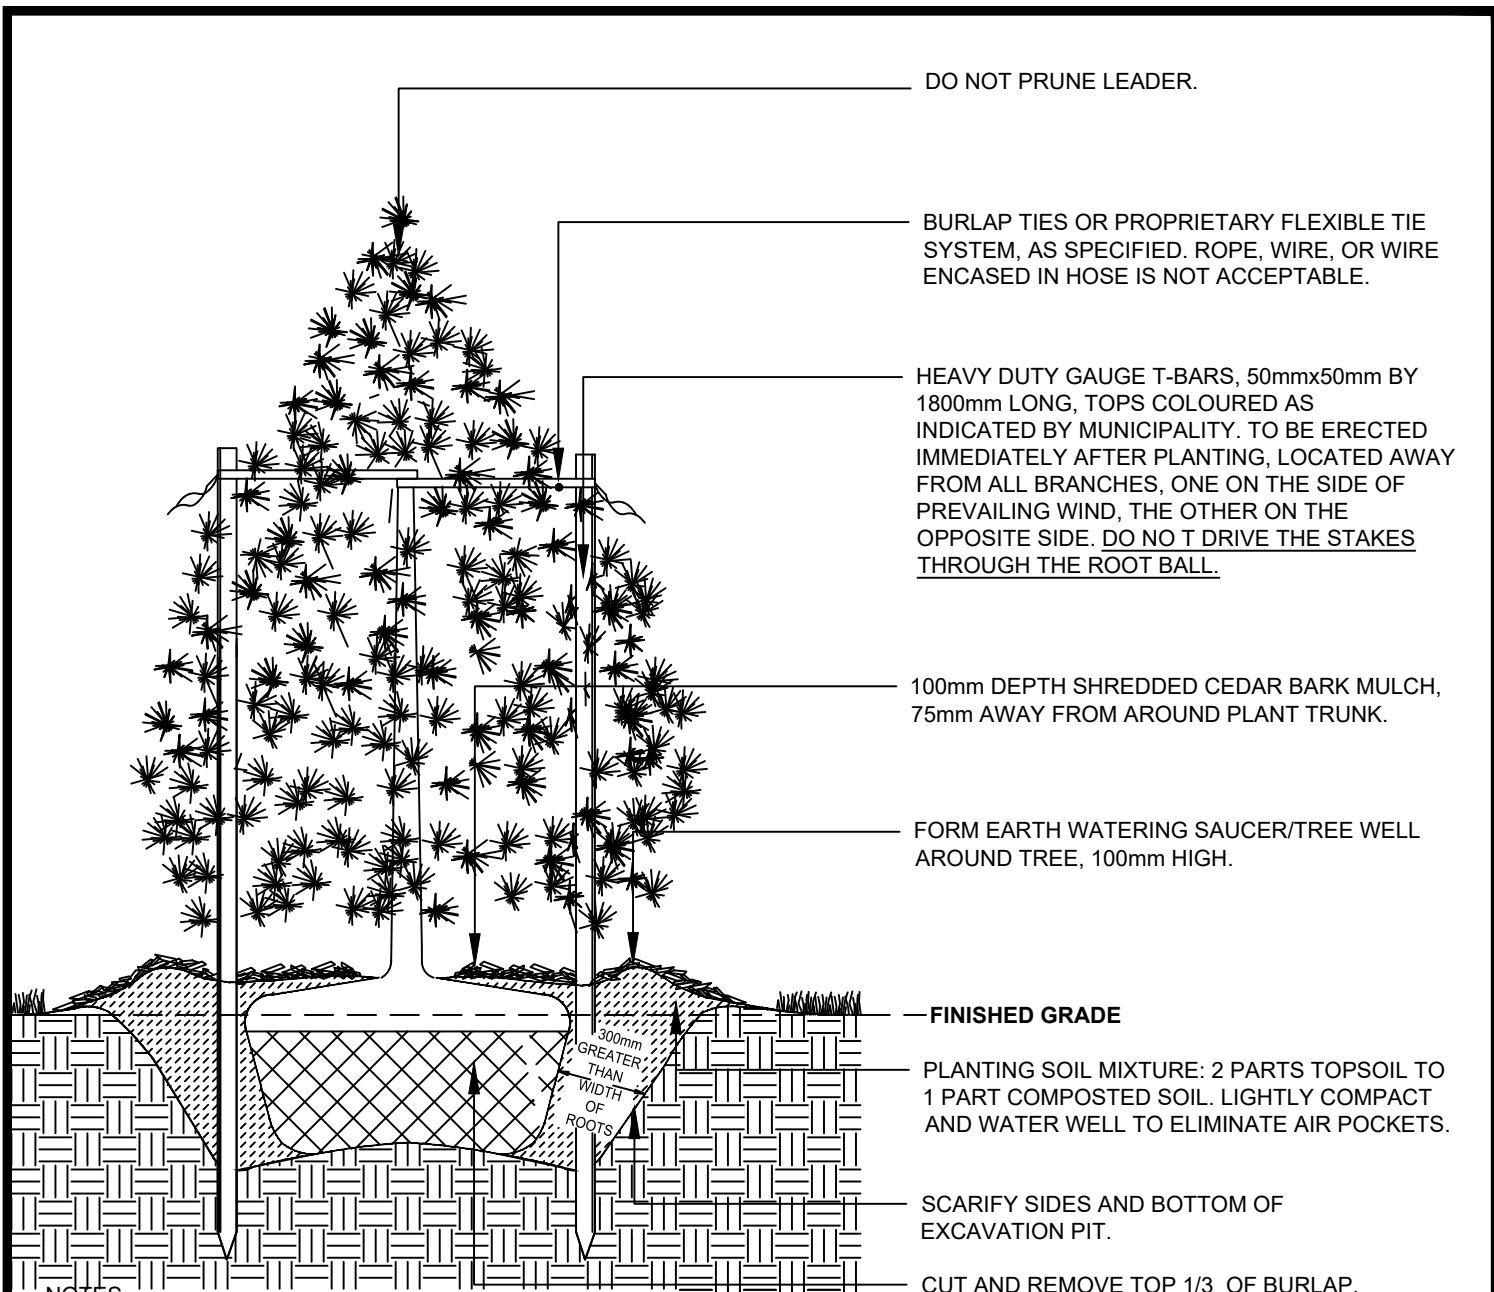 DO NOT PRUNE LEADER.
BURLAP TIES OR PROPRIETARY FLEXIBLE TIE
SYSTEM, AS SPECIFIED. ROPE, WIRE, OR WIRE
ENCASED IN HOSE IS NOT ACCEPTABLE.
HEAVY DUTY GAUGE T-BARS, 50mmx50mm BY
1800mm LONG, TOPS COLOURED AS
INDICATED BY MUNICIPALITY. TO BE ERECTED
IMMEDIATELY AFTER PLANTING, LOCATED AWAY
FROM ALL BRANCHES, ONE ON THE SIDE OF
PREVAILING WIND, THE OTHER ON THE
OPPOSITE SIDE. DO NO T DRIVE THE STAKES
THROUGH THE ROOT BALL.
100mm DEPTH SHREDDED CEDAR BARK MULCH,
75mm AWAY FROM AROUND PLANT TRUNK.
FORM EARTH WATERING SAUCER/TREE WELL
AROUND TREE, 100mm HIGH.
FINISHED GRADE
300mm
GREATER
THAN
WIDTH
OF
ROOTS
PLANTING SOIL MIXTURE: 2 PARTS TOPSOIL TO
1 PART COMPOSTED SOIL. LIGHTLY COMPACT
AND WATER WELL TO ELIMINATE AIR POCKETS.
SCARIFY SIDES AND BOTTOM OF
EXCAVATION PIT.
CUT AND REMOVE TOP 1/3 OF BURLAP.
NOTES